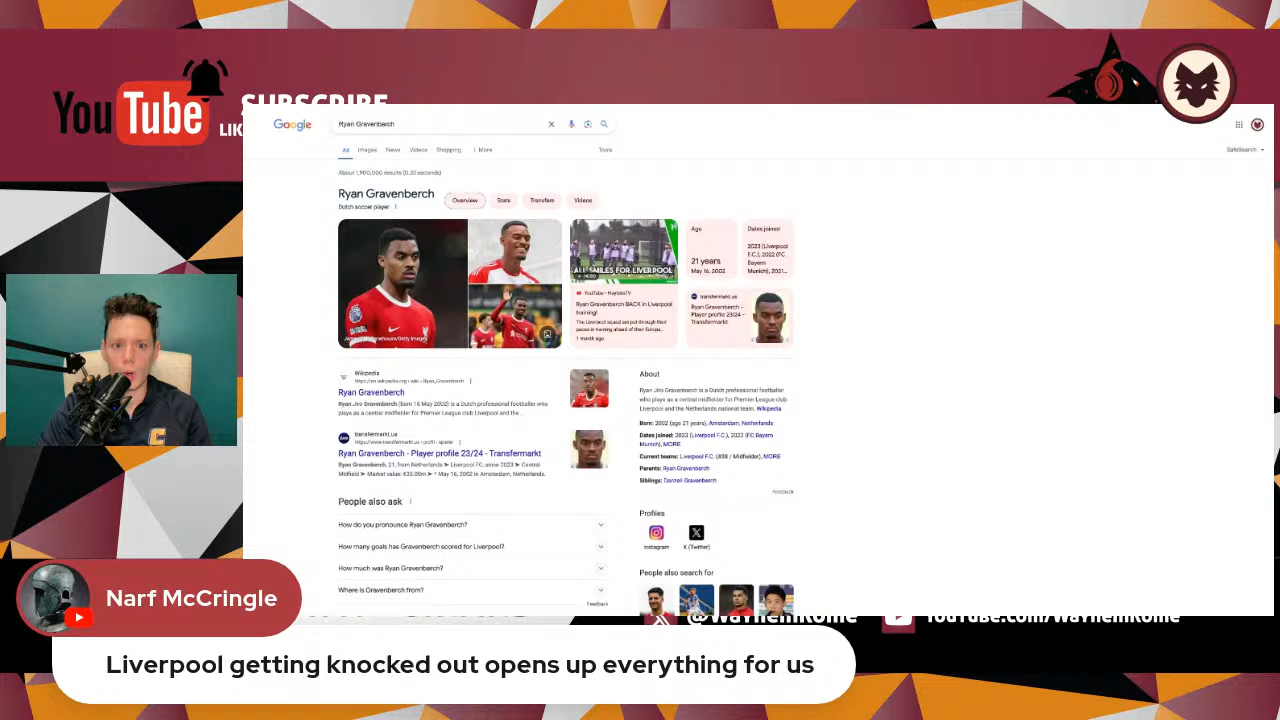 YouTube
SUBSCRIBE
LIK
Google
Ryan Gravenberch
All
Images
News
Videos
Shopping
More
Tools
SafeSearch
About 1,900,000 results (0.33 seconds)
Ryan Gravenberch
Dutch soccer player
Overview
Stats
Transfers
Videos
ALL SMILES FOR LIVERPOOL
14:50
YouTube · HaytersTV
Ryan Gravenberch BACK in Liverpool
training!
The Liverpool squad are put through their
paces in training ahead of their Europa...
1 month ago
Age
21 years
May 16, 2002
Dates joined
2023 (Liverpool
F.C.), 2022 (FC
Bayern
Munich), 2021...
transfermarkt.us
Ryan Gravenberch -
Player profile 23/24 -
Transfermarkt
Wikipedia
https://en.wikipedia.org › wiki › Ryan_Gravenberch
Ryan Gravenberch
Ryan Jiro Gravenberch (born 16 May 2002) is a Dutch professional footballer who
plays as a central midfielder for Premier League club Liverpool and the ...
transfermarkt.us
https://www.transfermarkt.us › profil › spieler
Ryan Gravenberch - Player profile 23/24 - Transfermarkt
Ryan Gravenberch, 21, from Netherlands ➤ Liverpool FC, since 2023 ➤ Central
Midfield ➤ Market value: €35.00m ➤ * May 16, 2002 in Amsterdam, Netherlands.
People also ask
How do you pronounce Ryan Gravenberch?
How many goals has Gravenberch scored for Liverpool?
How much was Ryan Gravenberch?
Where is Gravenberch from?
Feedback
About
Ryan Jiro Gravenberch is a Dutch professional footballer
who plays as a central midfielder for Premier League club
Liverpool and the Netherlands national team. Wikipedia
Born: 2002 (age 21 years), Amsterdam, Netherlands
Dates joined: 2023 (Liverpool F.C.), 2022 (FC Bayern
Munich), MORE
Current teams: Liverpool F.C. (#38 / Midfielder), MORE
Parents: Ryan Gravenberch
Siblings: Danzell Gravenberch
Feedback
Profiles
Instagram
X (Twitter)
People also search for
@WayneInRome
YouTube.com/WayneInRome
Narf McCringle
Liverpool getting knocked out opens up everything for us